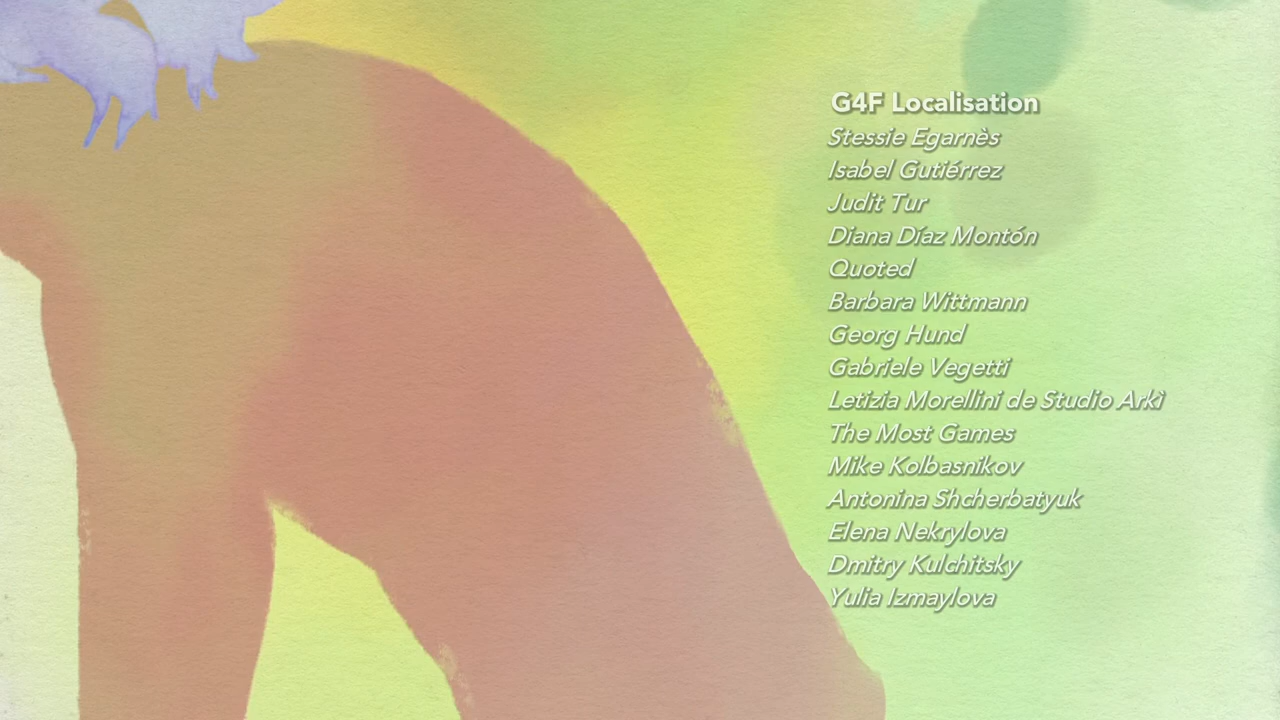 G4F Localisation
Stessie Egarnès
Isabel Gutiérrez
Judit Tur
Diana Díaz Montón
Quoted
Barbara Wittmann
Georg Hund
Gabriele Vegetti
Letizia Morellini de Studio Arkì
The Most Games
Mike Kolbasnikov
Antonina Shcherbatyuk
Elena Nekrylova
Dmitry Kulchitsky
Yulia Izmaylova